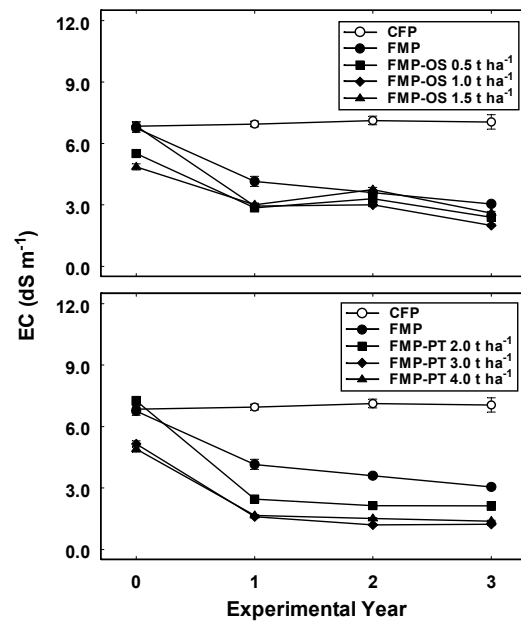 12.0
CFP
FMP
FMP-OS 0.5 t ha⁻¹
FMP-OS 1.0 t ha⁻¹
FMP-OS 1.5 t ha⁻¹
9.0
6.0
3.0
0.0
EC (dS m⁻¹)
12.0
CFP
FMP
FMP-PT 2.0 t ha⁻¹
FMP-PT 3.0 t ha⁻¹
FMP-PT 4.0 t ha⁻¹
9.0
6.0
3.0
0.0
0 1 2 3
Experimental Year